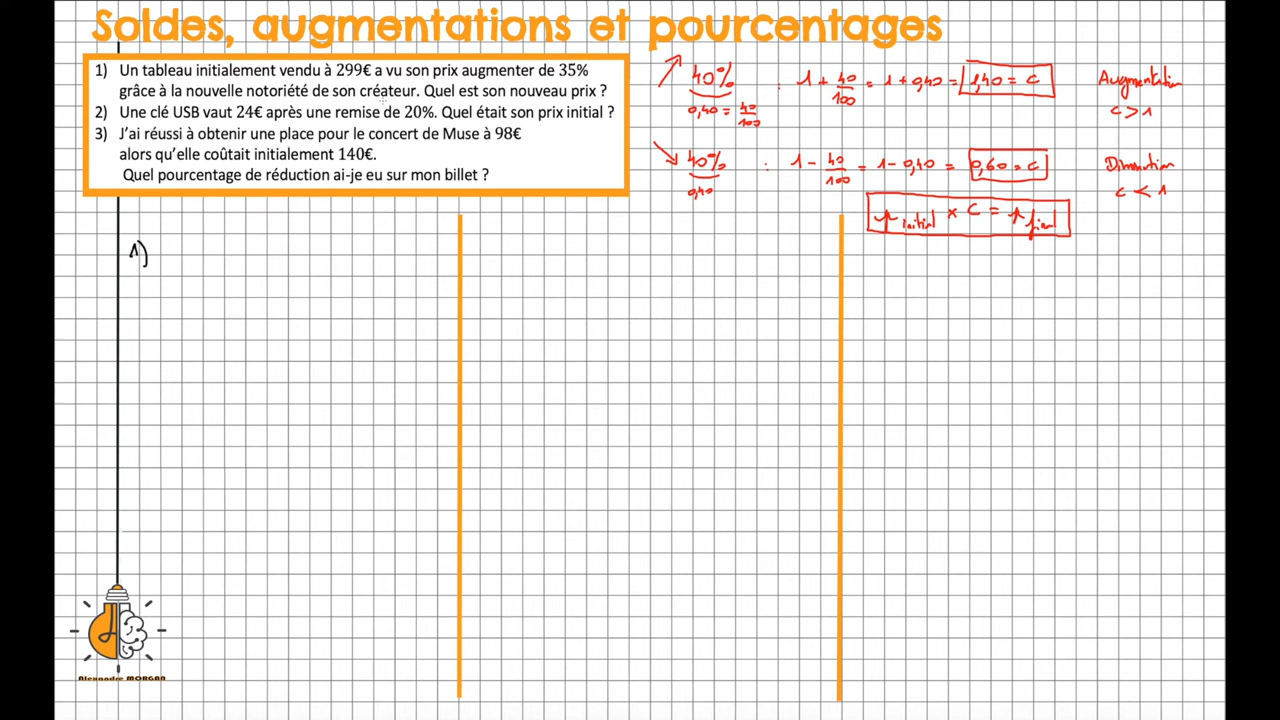 Soldes, augmentations et pourcentages
1) Un tableau initialement vendu à 299€ a vu son prix augmenter de 35%
grâce à la nouvelle notoriété de son créateur. Quel est son nouveau prix ?
2) Une clé USB vaut 24€ après une remise de 20%. Quel était son prix initial ?
3) J'ai réussi à obtenir une place pour le concert de Muse à 98€
alors qu'elle coûtait initialement 140€.
Quel pourcentage de réduction ai-je eu sur mon billet ?
↗ 40% : 1 + 40/100 = 1 + 0,40 = 1,40 = C Augmentation
0,40 = 40/100 C > 1
↘ 40% : 1 - 40/100 = 1 - 0,40 = 0,60 = C Diminution
0,40 C < 1
p initial × C = p final
1)
Alexandre MORGAN